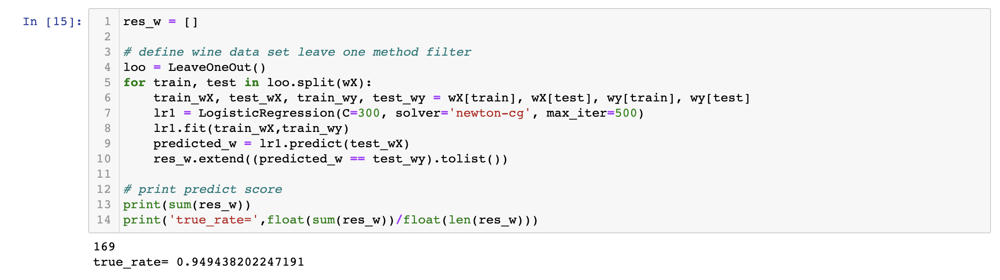 In [15]:
1 res_w = []
2
3 # define wine data set leave one method filter
4 loo = LeaveOneOut()
5 for train, test in loo.split(wX):
6     train_wX, test_wX, train_wy, test_wy = wX[train], wX[test], wy[train], wy[test]
7     lr1 = LogisticRegression(C=300, solver='newton-cg', max_iter=500)
8     lr1.fit(train_wX,train_wy)
9     predicted_w = lr1.predict(test_wX)
10     res_w.extend((predicted_w == test_wy).tolist())
11
12 # print predict score
13 print(sum(res_w))
14 print('true_rate=',float(sum(res_w))/float(len(res_w)))
169
true_rate= 0.949438202247191